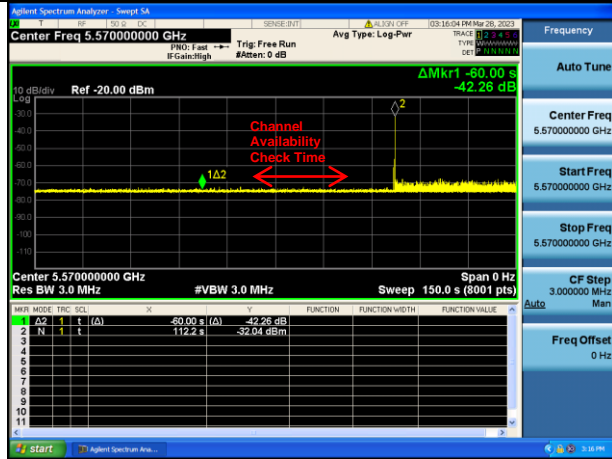 Agilent Spectrum Analyzer - Swept SA
T RF 50 Ω DC SENSE:INT ALIGN OFF 03:16:04 PM Mar 28, 2023
Center Freq 5.570000000 GHz
PNO: Fast
IFGain:High
Trig: Free Run
#Atten: 0 dB
Avg Type: Log-Pwr
TRACE 1 2 3 4 5 6
TYPE WWWWWW
DET P N N N N N
ΔMkr1 -60.00 s
-42.26 dB
10 dB/div Ref -20.00 dBm
Log
-30.0
-40.0
-50.0
-60.0
-70.0
-80.0
-90.0
-100
-110
2
1Δ2
Channel
Availability
Check Time
Center 5.570000000 GHz Span 0 Hz
Res BW 3.0 MHz #VBW 3.0 MHz Sweep 150.0 s (8001 pts)
MKR MODE TRC SCL X Y FUNCTION FUNCTION WIDTH FUNCTION VALUE
1 Δ2 1 t (Δ) -60.00 s (Δ) -42.26 dB
2 N 1 t 112.2 s -32.04 dBm
3
4
5
6
7
8
9
10
11
Frequency
Auto Tune
Center Freq
5.570000000 GHz
Start Freq
5.570000000 GHz
Stop Freq
5.570000000 GHz
CF Step
3.000000 MHz
Auto Man
Freq Offset
0 Hz
start
Agilent Spectrum Ana...
3:16 PM